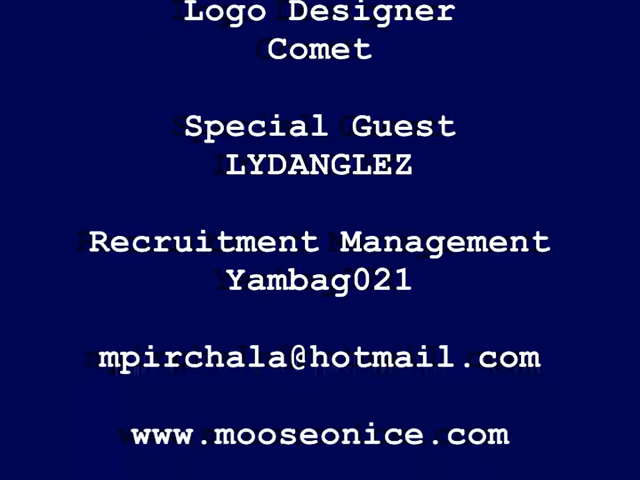 Logo Designer
Comet
Special Guest
LYDANGLEZ
Recruitment Management
Yambag021
mpirchala@hotmail.com
www.mooseonice.com